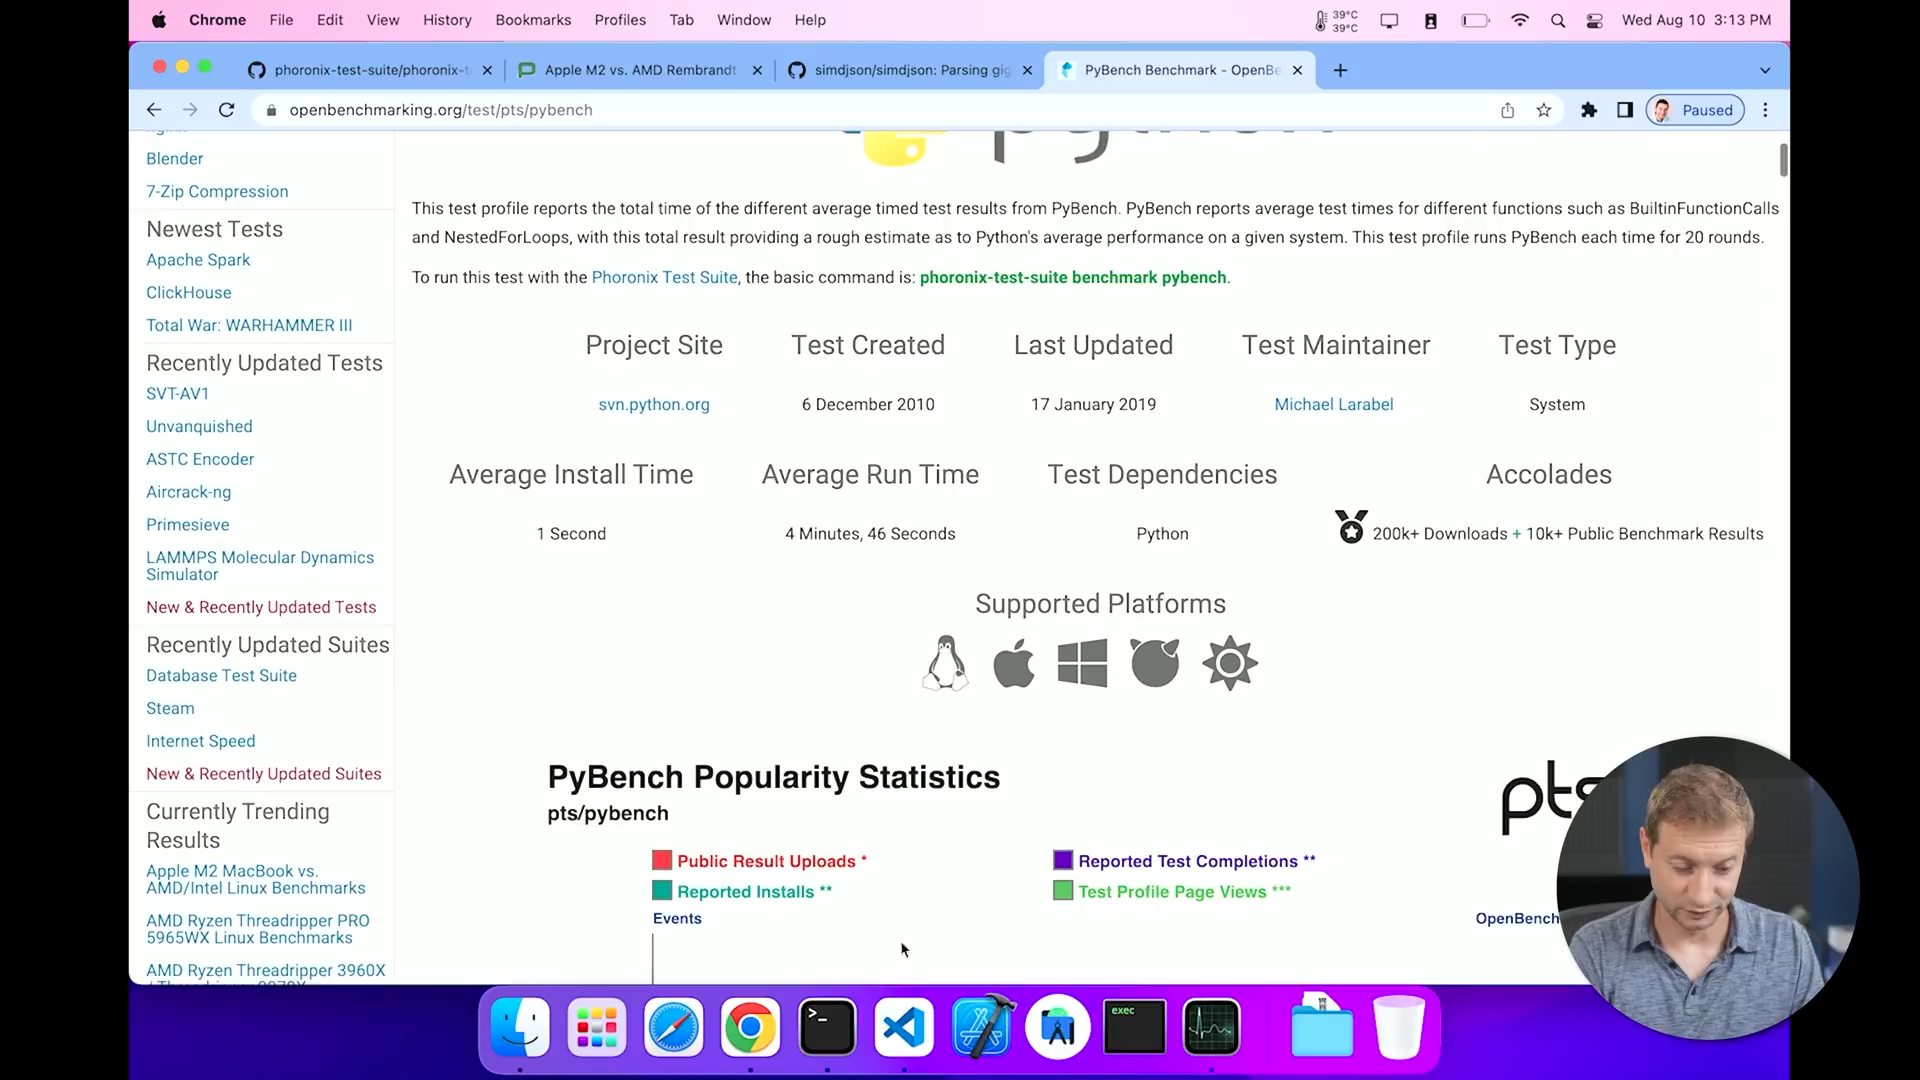 Chrome File Edit View History Bookmarks Profiles Tab Window Help 39°C 39°C Wed Aug 10 3:13 PM
phoronix-test-suite/phoronix-t Apple M2 vs. AMD Rembrandt simdjson/simdjson: Parsing gig PyBench Benchmark - OpenBe
openbenchmarking.org/test/pts/pybench Paused
Blender
7-Zip Compression
Newest Tests
Apache Spark
ClickHouse
Total War: WARHAMMER III
Recently Updated Tests
SVT-AV1
Unvanquished
ASTC Encoder
Aircrack-ng
Primesieve
LAMMPS Molecular Dynamics
Simulator
New & Recently Updated Tests
Recently Updated Suites
Database Test Suite
Steam
Internet Speed
New & Recently Updated Suites
Currently Trending
Results
Apple M2 MacBook vs.
AMD/Intel Linux Benchmarks
AMD Ryzen Threadripper PRO
5965WX Linux Benchmarks
AMD Ryzen Threadripper 3960X
python
This test profile reports the total time of the different average timed test results from PyBench. PyBench reports average test times for different functions such as BuiltinFunctionCalls
and NestedForLoops, with this total result providing a rough estimate as to Python's average performance on a given system. This test profile runs PyBench each time for 20 rounds.
To run this test with the Phoronix Test Suite, the basic command is: phoronix-test-suite benchmark pybench.
Project Site Test Created Last Updated Test Maintainer Test Type
svn.python.org 6 December 2010 17 January 2019 Michael Larabel System
Average Install Time Average Run Time Test Dependencies Accolades
1 Second 4 Minutes, 46 Seconds Python 200k+ Downloads + 10k+ Public Benchmark Results
Supported Platforms
PyBench Popularity Statistics
pts/pybench
pts
Public Result Uploads * Reported Test Completions **
Reported Installs ** Test Profile Page Views ***
Events OpenBench
exec